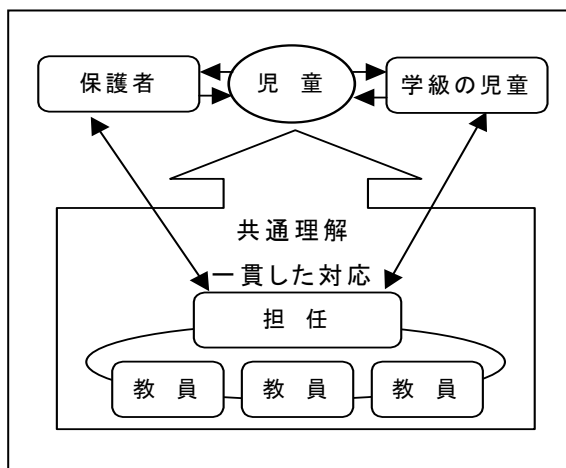 保護者
児童
学級の児童
共通理解
一貫した対応
担任
教員
教員
教員